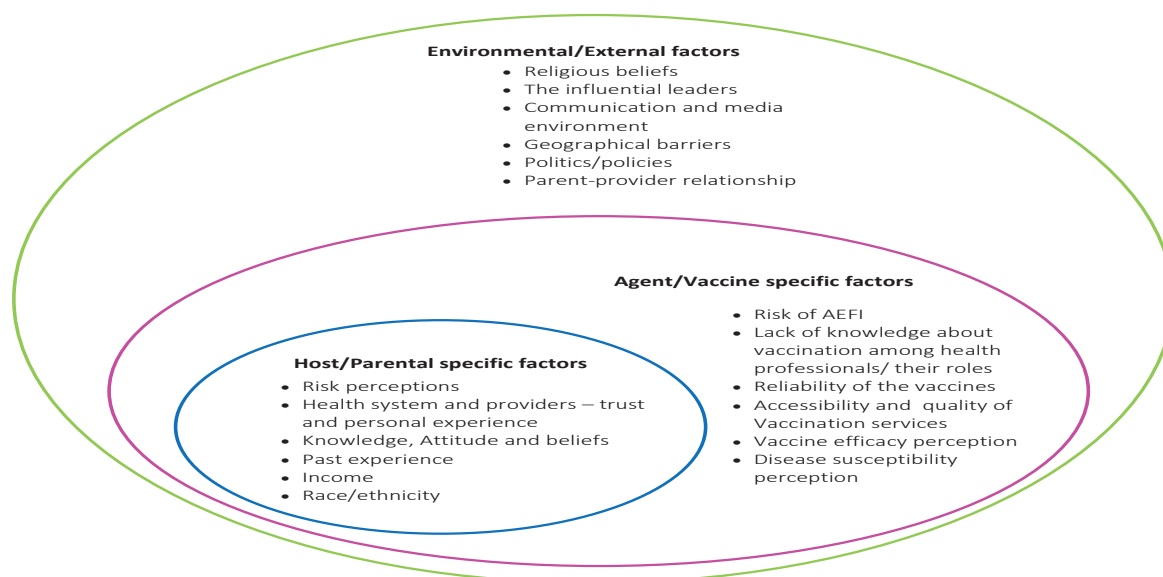 Environmental/External factors
• Religious beliefs
• The influential leaders
• Communication and media
environment
• Geographical barriers
• Politics/policies
• Parent-provider relationship
Agent/Vaccine specific factors
• Risk of AEFI
• Lack of knowledge about
vaccination among health
professionals/ their roles
• Reliability of the vaccines
• Accessibility and quality of
Vaccination services
• Vaccine efficacy perception
• Disease susceptibility
perception
Host/Parental specific factors
• Risk perceptions
• Health system and providers – trust
and personal experience
• Knowledge, Attitude and beliefs
• Past experience
• Income
• Race/ethnicity